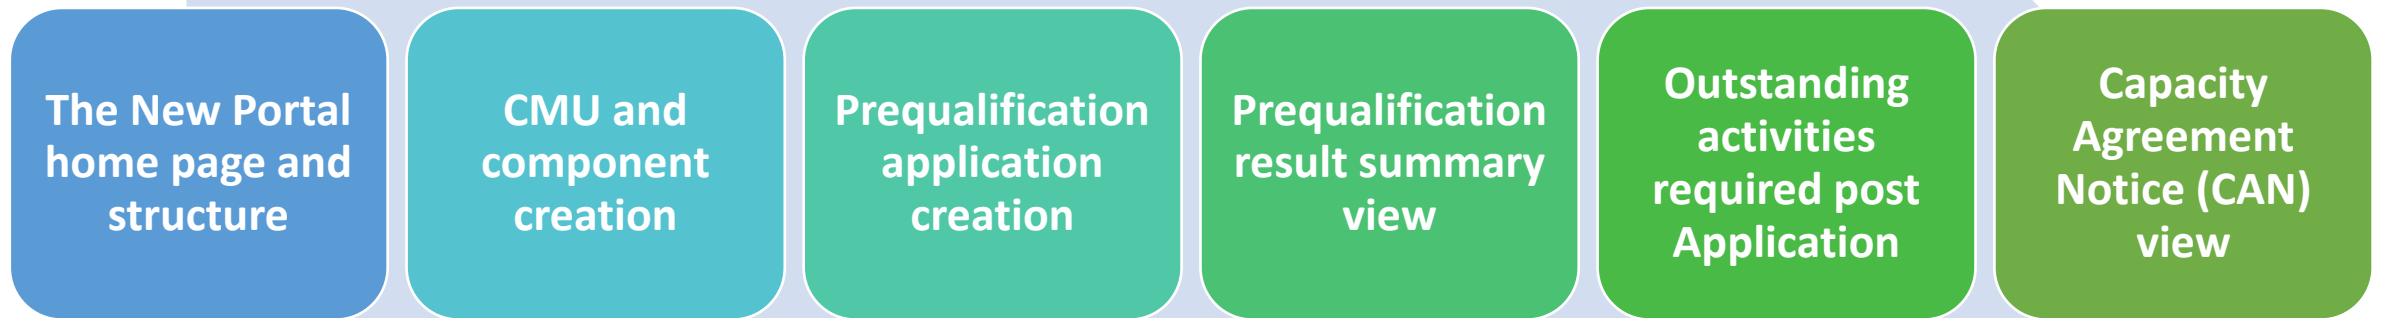 The New Portal
home page and
structure
CMU and
component
creation
Prequalification
application
creation
Prequalification
result summary
view
Outstanding
activities
required post
Application
Capacity
Agreement
Notice (CAN)
view